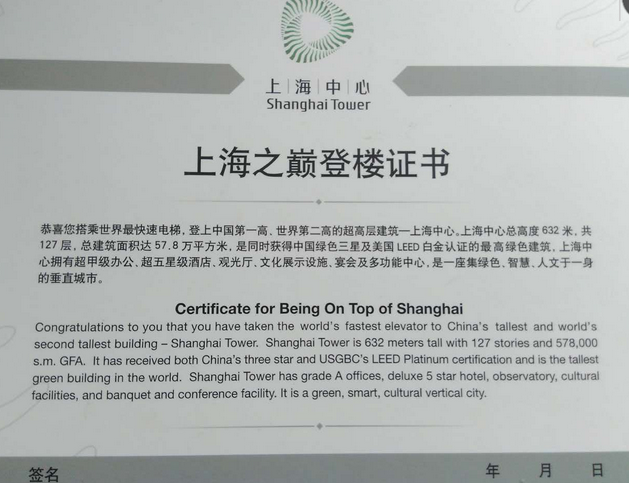 上|海|中|心
Shanghai Tower
上海之巅登楼证书
恭喜您搭乘世界最快速电梯，登上中国第一高、世界第二高的超高层建筑—上海中心。上海中心总高度 632 米，共
127 层，总建筑面积达 57.8 万平方米，是同时获得中国绿色三星及美国 LEED 白金认证的最高绿色建筑，上海中
心拥有超甲级办公、超五星级酒店、观光厅、文化展示设施、宴会及多功能中心，是一座集绿色、智慧、人文于一身
的垂直城市。
Certificate for Being On Top of Shanghai
Congratulations to you that you have taken the world's fastest elevator to China's tallest and world's
second tallest building – Shanghai Tower. Shanghai Tower is 632 meters tall with 127 stories and 578,000
s.m. GFA. It has received both China's three star and USGBC's LEED Platinum certification and is the tallest
green building in the world. Shanghai Tower has grade A offices, deluxe 5 star hotel, observatory, cultural
facilities, and banquet and conference facility. It is a green, smart, cultural vertical city.
签名 年 月 日